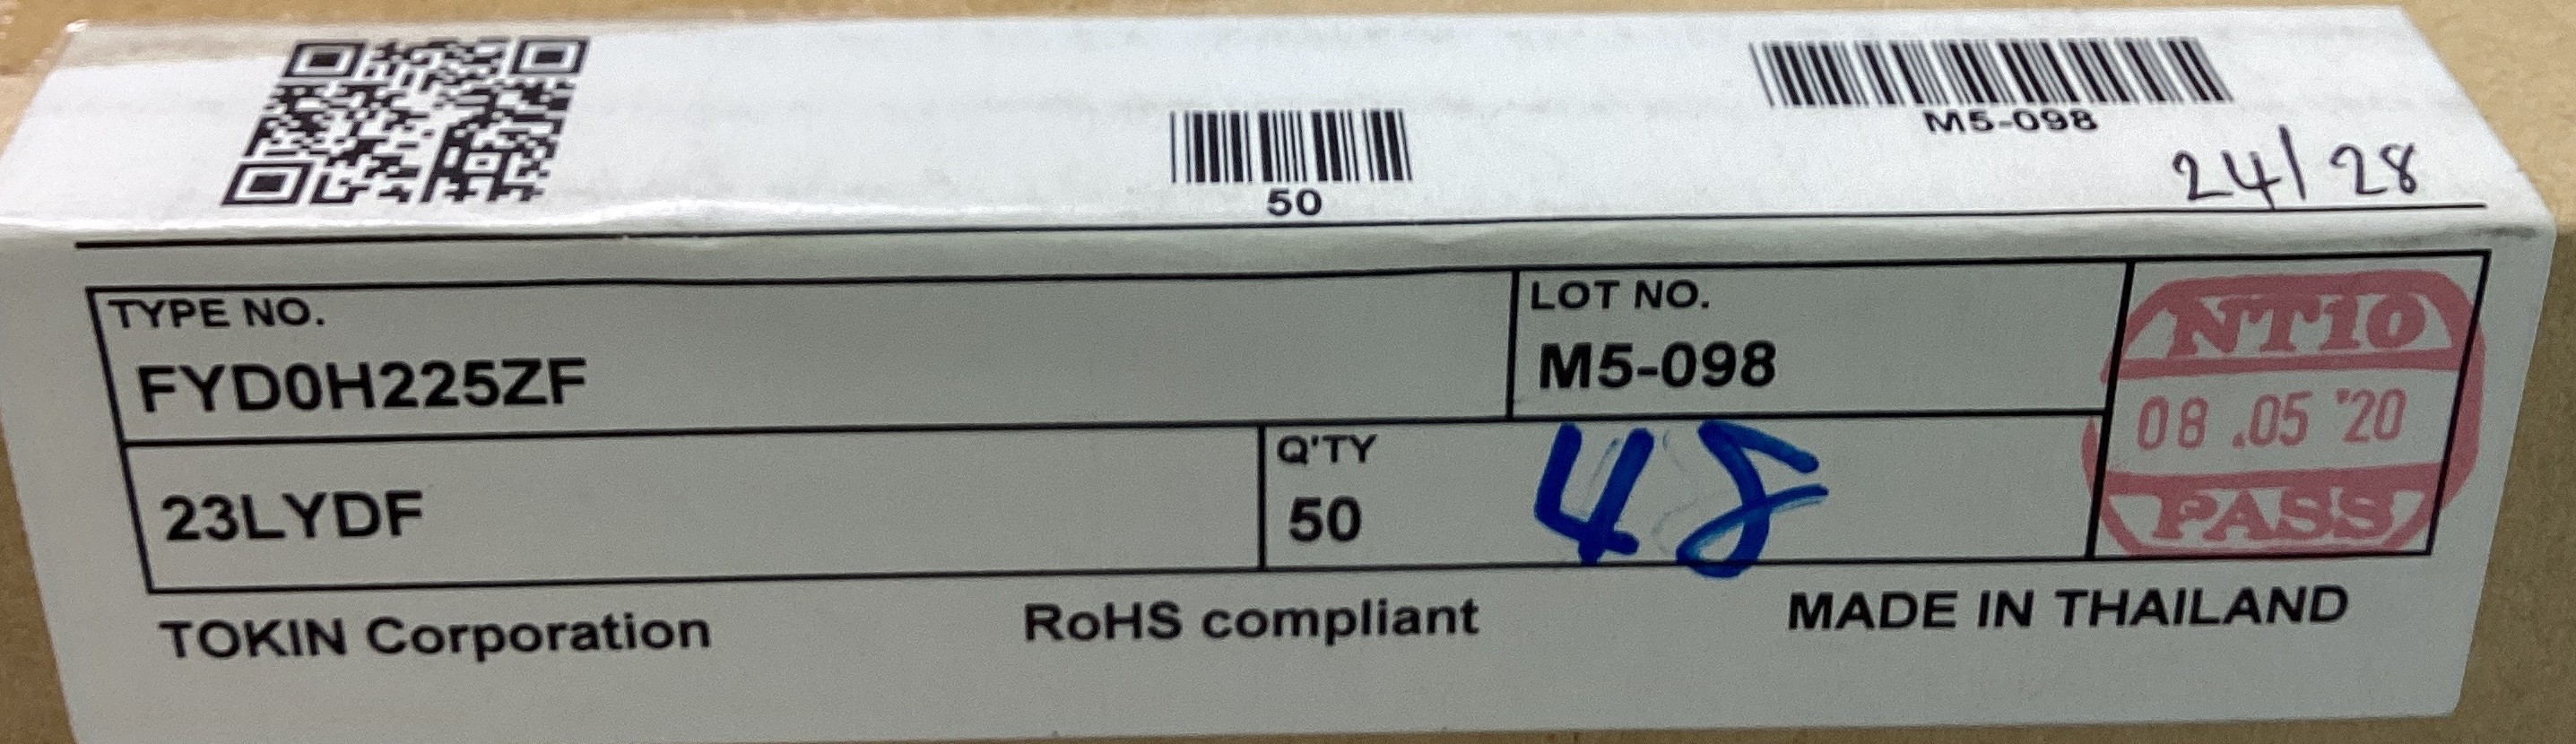 50
M5-098
24/28
TYPE NO.
FYD0H225ZF
LOT NO.
M5-098
NT10
08.05'20
PASS
23LYDF
Q'TY
50
48
TOKIN Corporation
RoHS compliant
MADE IN THAILAND